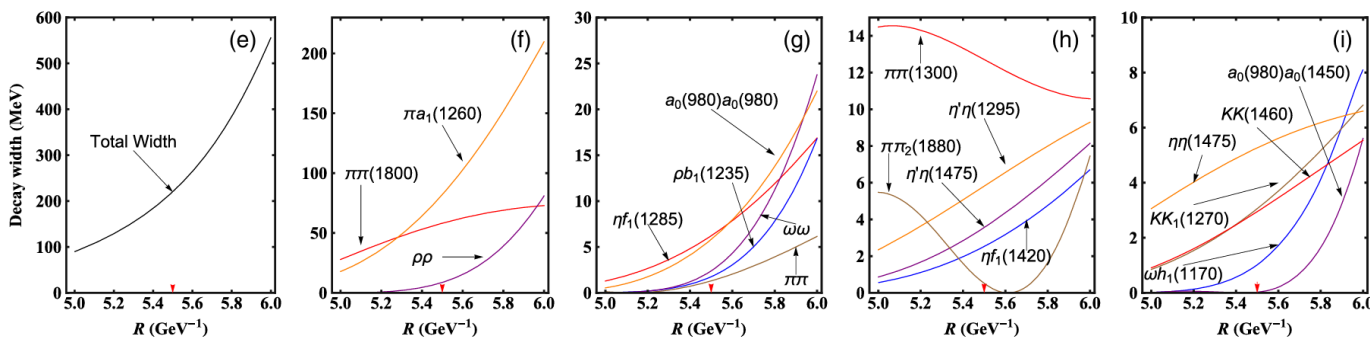 Decay width (MeV)
600
500
400
300
200
100
0
(e)
Total Width
5.0 5.2 5.4 5.6 5.8 6.0
R (GeV⁻¹)
200
150
100
50
0
(f)
πa₁(1260)
ππ(1800)
ρρ
5.0 5.2 5.4 5.6 5.8 6.0
R (GeV⁻¹)
30
25
20
15
10
5
0
(g)
a₀(980)a₀(980)
ρb₁(1235)
ηf₁(1285)
ωω
ππ
5.0 5.2 5.4 5.6 5.8 6.0
R (GeV⁻¹)
14
12
10
8
6
4
2
0
(h)
ππ(1300)
η'η(1295)
ππ₂(1880)
η'η(1475)
ηf₁(1420)
5.0 5.2 5.4 5.6 5.8 6.0
R (GeV⁻¹)
10
8
6
4
2
0
(i)
a₀(980)a₀(1450)
KK(1460)
ηη(1475)
KK₁(1270)
ωh₁(1170)
5.0 5.2 5.4 5.6 5.8 6.0
R (GeV⁻¹)